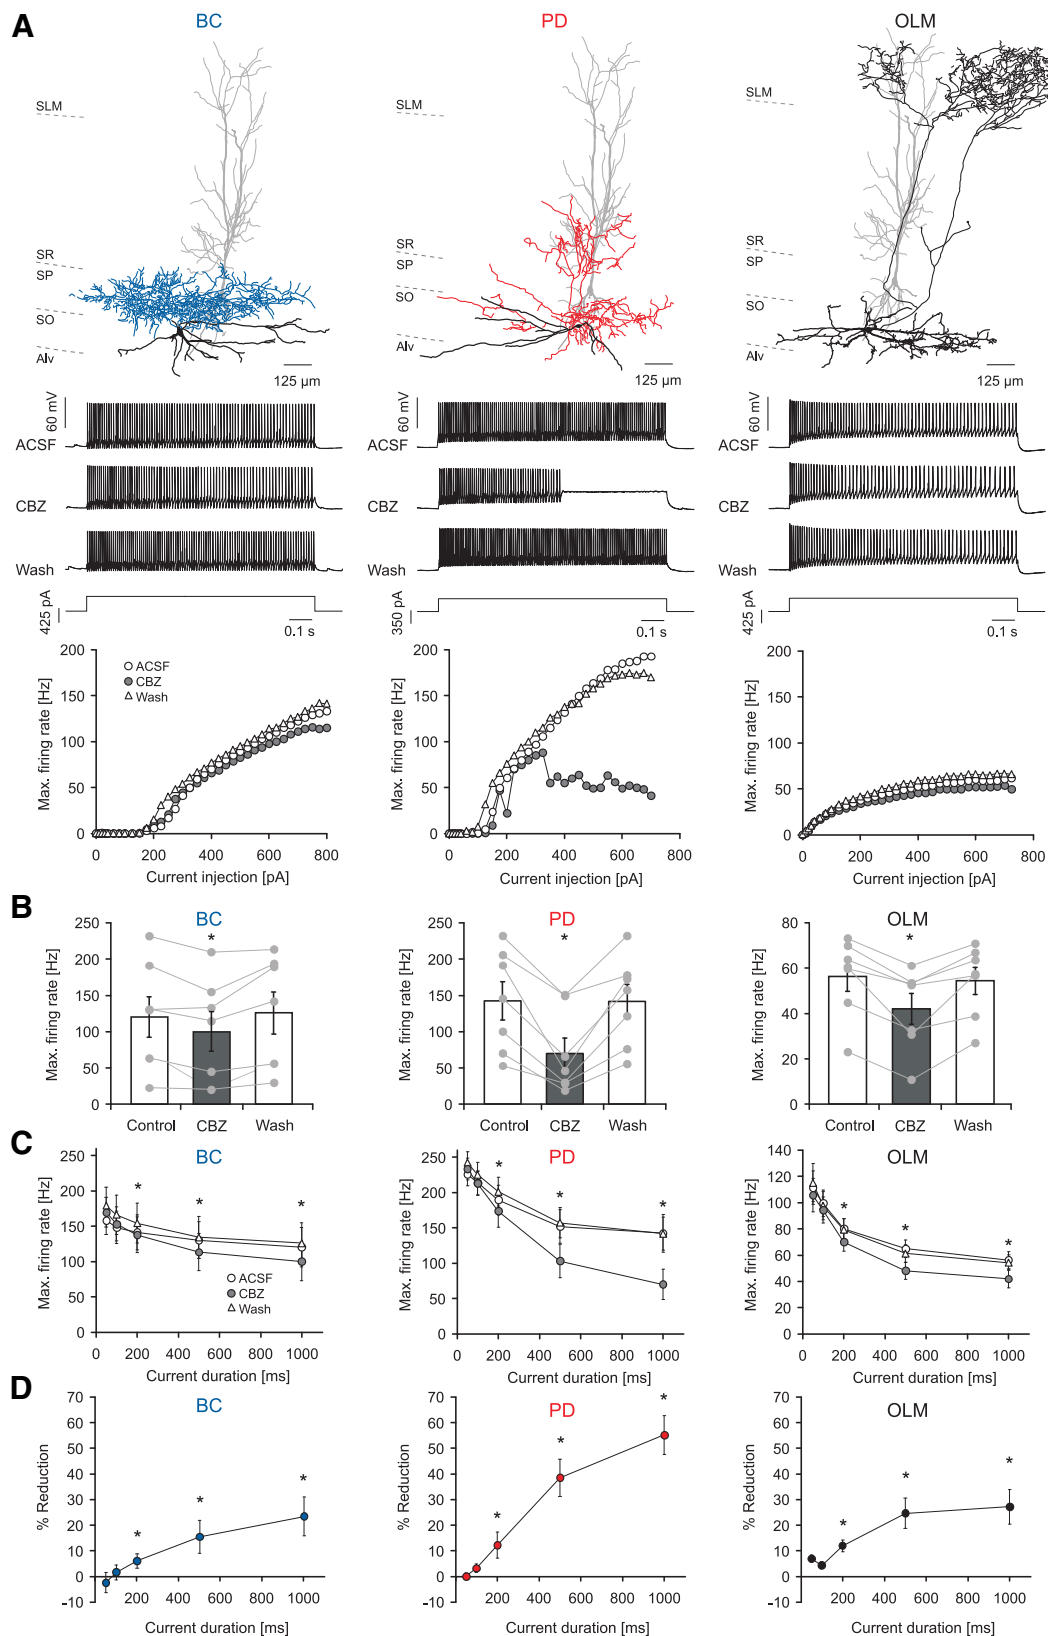 A
BC
PD
OLM
SLM
SR
SP
SO
Alv
125 µm
SLM
SR
SP
SO
Alv
125 µm
SLM
SR
SP
SO
Alv
125 µm
60 mV
ACSF
CBZ
Wash
425 pA
0.1 s
60 mV
ACSF
CBZ
Wash
350 pA
0.1 s
60 mV
ACSF
CBZ
Wash
425 pA
0.1 s
Max. firing rate [Hz]
200
150
100
50
0
ACSF
CBZ
Wash
0 200 400 600 800
Current injection [pA]
Max. firing rate [Hz]
200
150
100
50
0
0 200 400 600 800
Current injection [pA]
Max. firing rate [Hz]
200
150
100
50
0
0 200 400 600 800
Current injection [pA]
B
BC
Max. firing rate [Hz]
250
200
150
100
50
0
*
Control CBZ Wash
PD
Max. firing rate [Hz]
250
200
150
100
50
0
*
Control CBZ Wash
OLM
Max. firing rate [Hz]
80
60
40
20
0
*
Control CBZ Wash
C
BC
Max. firing rate [Hz]
250
200
150
100
50
0
* * *
ACSF
CBZ
Wash
0 200 400 600 800 1000
Current duration [ms]
PD
Max. firing rate [Hz]
250
200
150
100
50
0
* * *
0 200 400 600 800 1000
Current duration [ms]
OLM
Max. firing rate [Hz]
140
120
100
80
60
40
20
0
* * *
0 200 400 600 800 1000
Current duration [ms]
D
BC
% Reduction
70
60
50
40
30
20
10
0
-10
* * *
0 200 400 600 800 1000
Current duration [ms]
PD
% Reduction
70
60
50
40
30
20
10
0
-10
* * *
0 200 400 600 800 1000
Current duration [ms]
OLM
% Reduction
70
60
50
40
30
20
10
0
-10
* * *
0 200 400 600 800 1000
Current duration [ms]